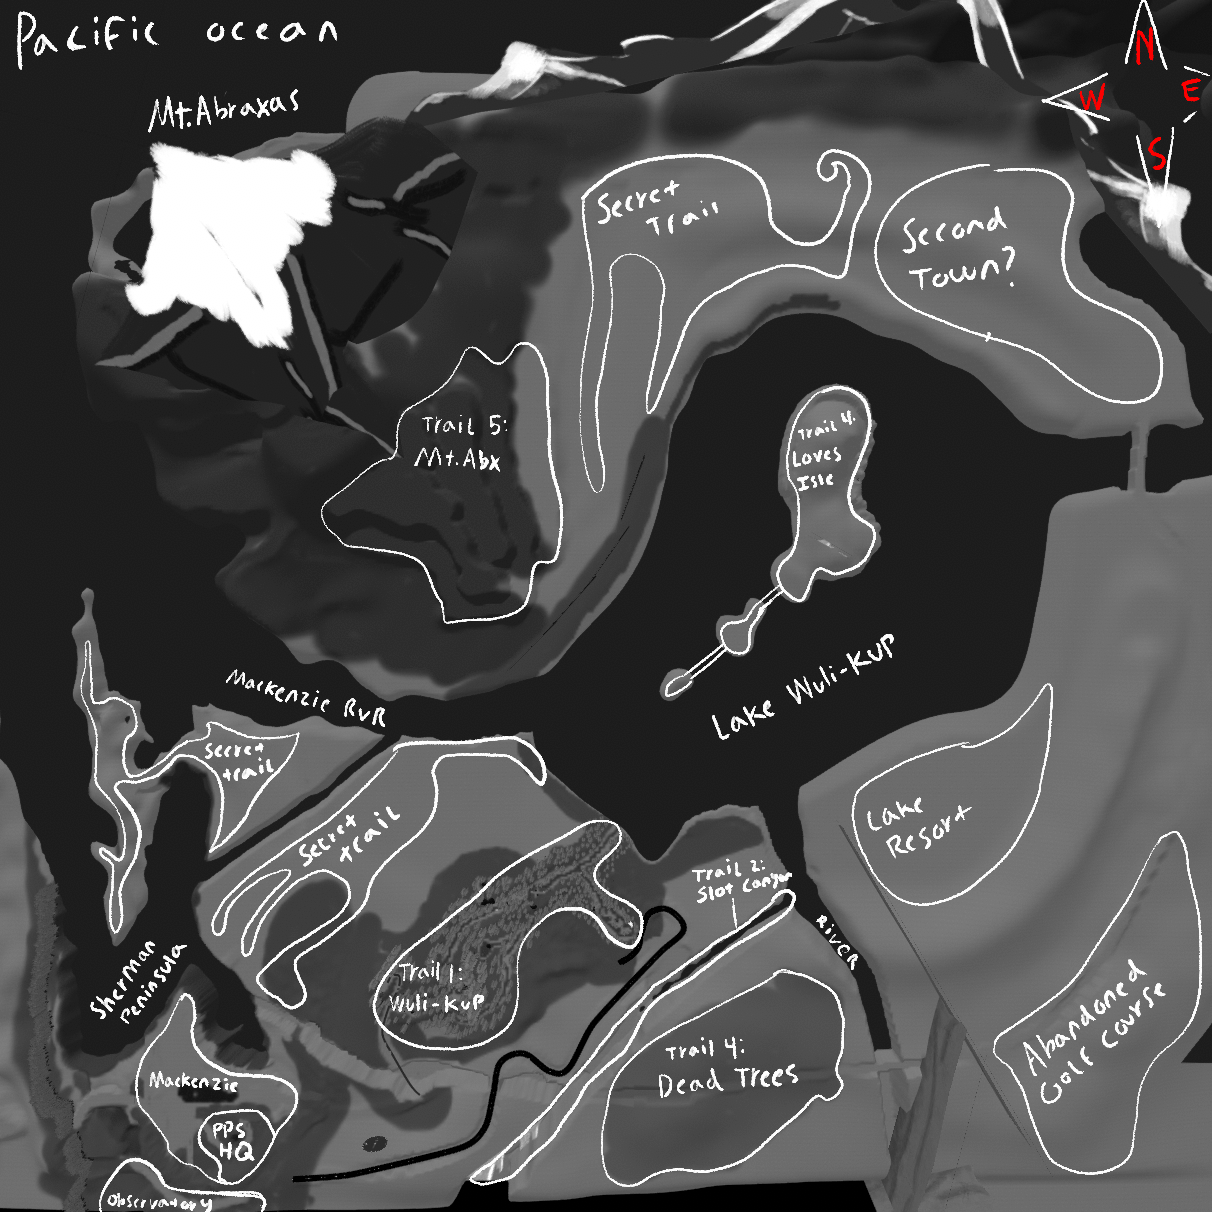 Pacific ocean
N
W
E
S
Mt.Abraxas
Secret
Trail
Second
Town?
Trail 5:
Mt.Abx
Trail 4:
Loves
Isle
Lake Wuli-Kup
Mackenzie RVR
Secret
trail
Secret
trail
Lake
Resort
Trail 2:
Slot Canyon
RIVER
Sherman
Peninsula
Trail 1:
Wuli-Kup
Trail 4:
Dead Trees
Abandoned
Golf Course
Mackenzie
PPS
HQ
Observatory